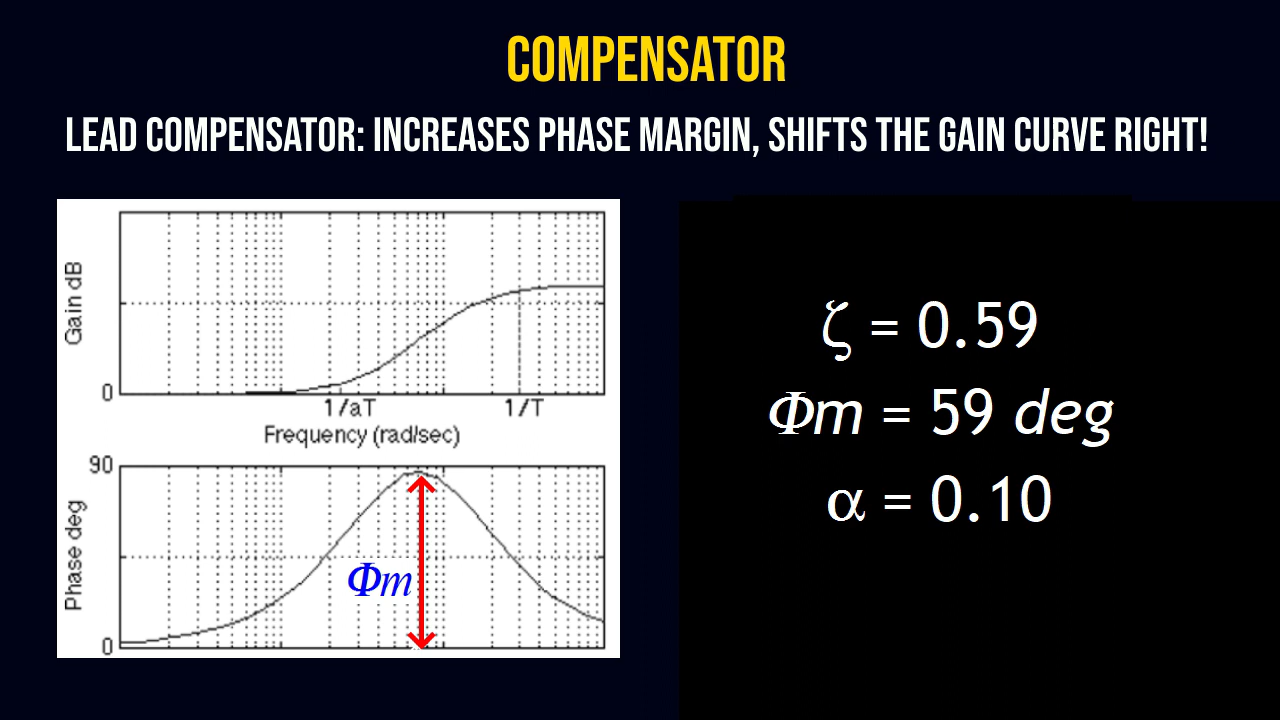 COMPENSATOR
LEAD COMPENSATOR: INCREASES PHASE MARGIN, SHIFTS THE GAIN CURVE RIGHT!
Gain dB
0
1/aT
1/T
Frequency (rad/sec)
90
Phase deg
Φm
0
ζ = 0.59
Φm = 59 deg
α = 0.10